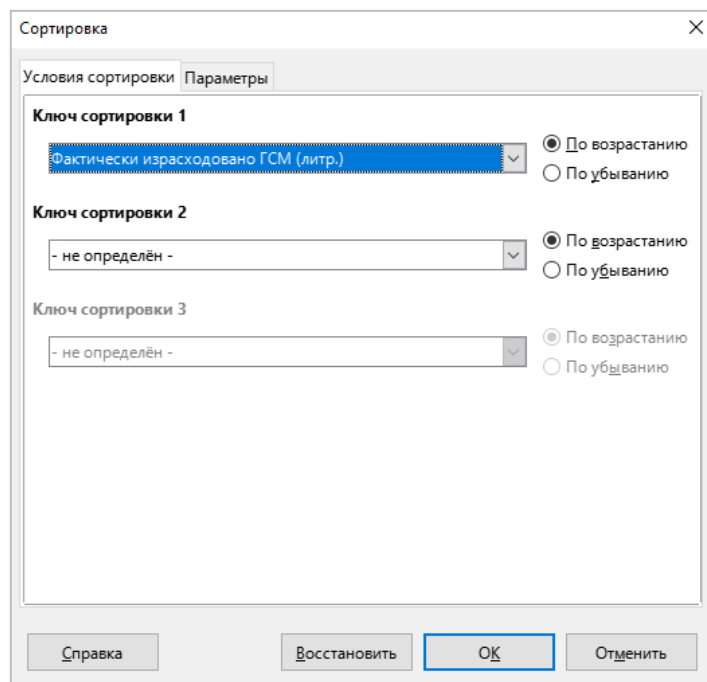 Сортировка
Условия сортировки Параметры
Ключ сортировки 1
Фактически израсходовано ГСМ (литр.)
По возрастанию
По убыванию
Ключ сортировки 2
- не определён -
По возрастанию
По убыванию
Ключ сортировки 3
- не определён -
По возрастанию
По убыванию
Справка Восстановить ОК Отменить